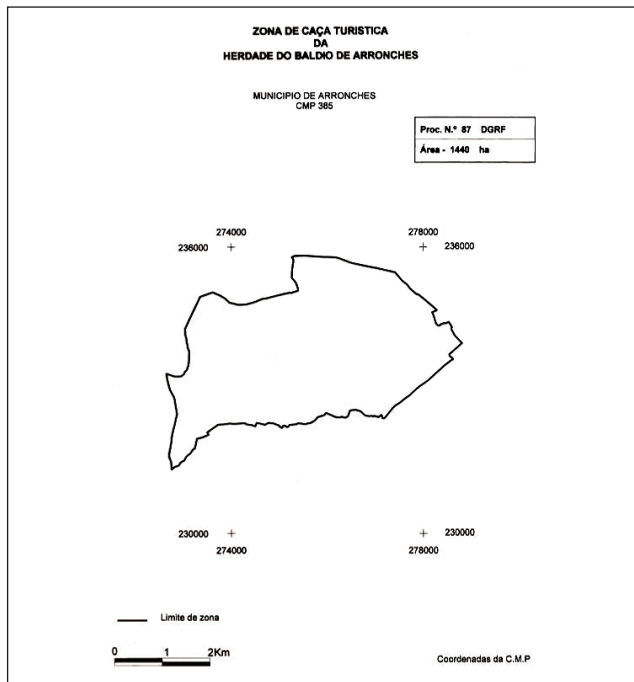 ZONA DE CAÇA TURISTICA
DA
HERDADE DO BALDIO DE ARRONCHES
MUNICIPIO DE ARRONCHES
CMP 385
Proc. N.º 87 DGRF
Área - 1440 ha
274000 278000
236000 236000
230000 230000
274000 278000
Limite de zona
0 1 2Km
Coordenadas da C.M.P